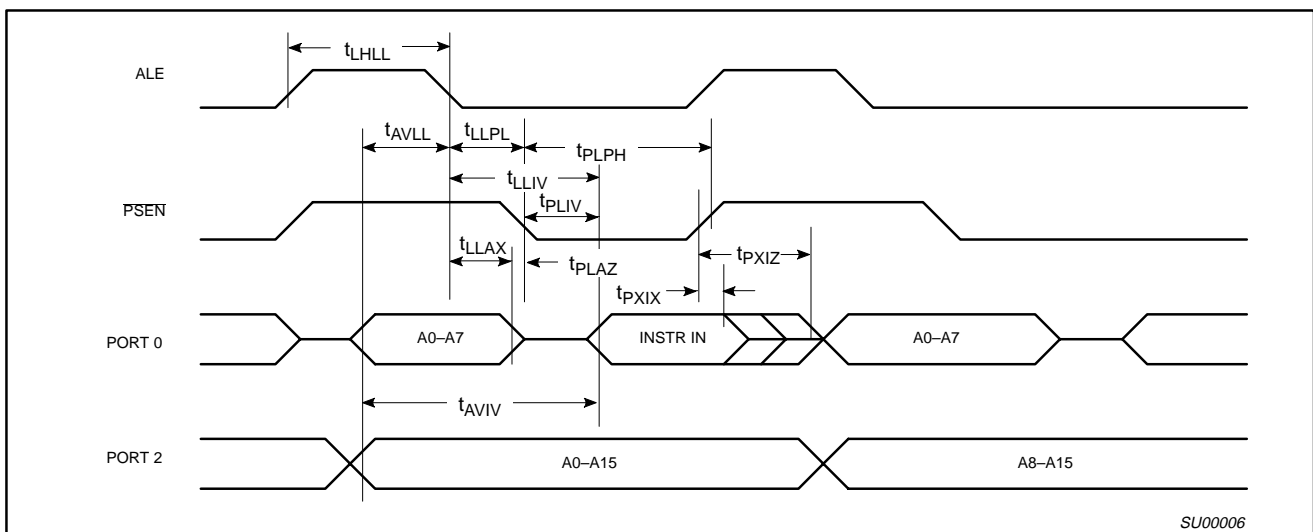 tLHLL
ALE
tAVLL
tLLPL
tPLPH
tLLIV
PSEN
tPLIV
tLLAX
tPLAZ
tPXIZ
tPXIX
PORT 0
A0–A7
INSTR IN
A0–A7
tAVIV
PORT 2
A0–A15
A8–A15
SU00006